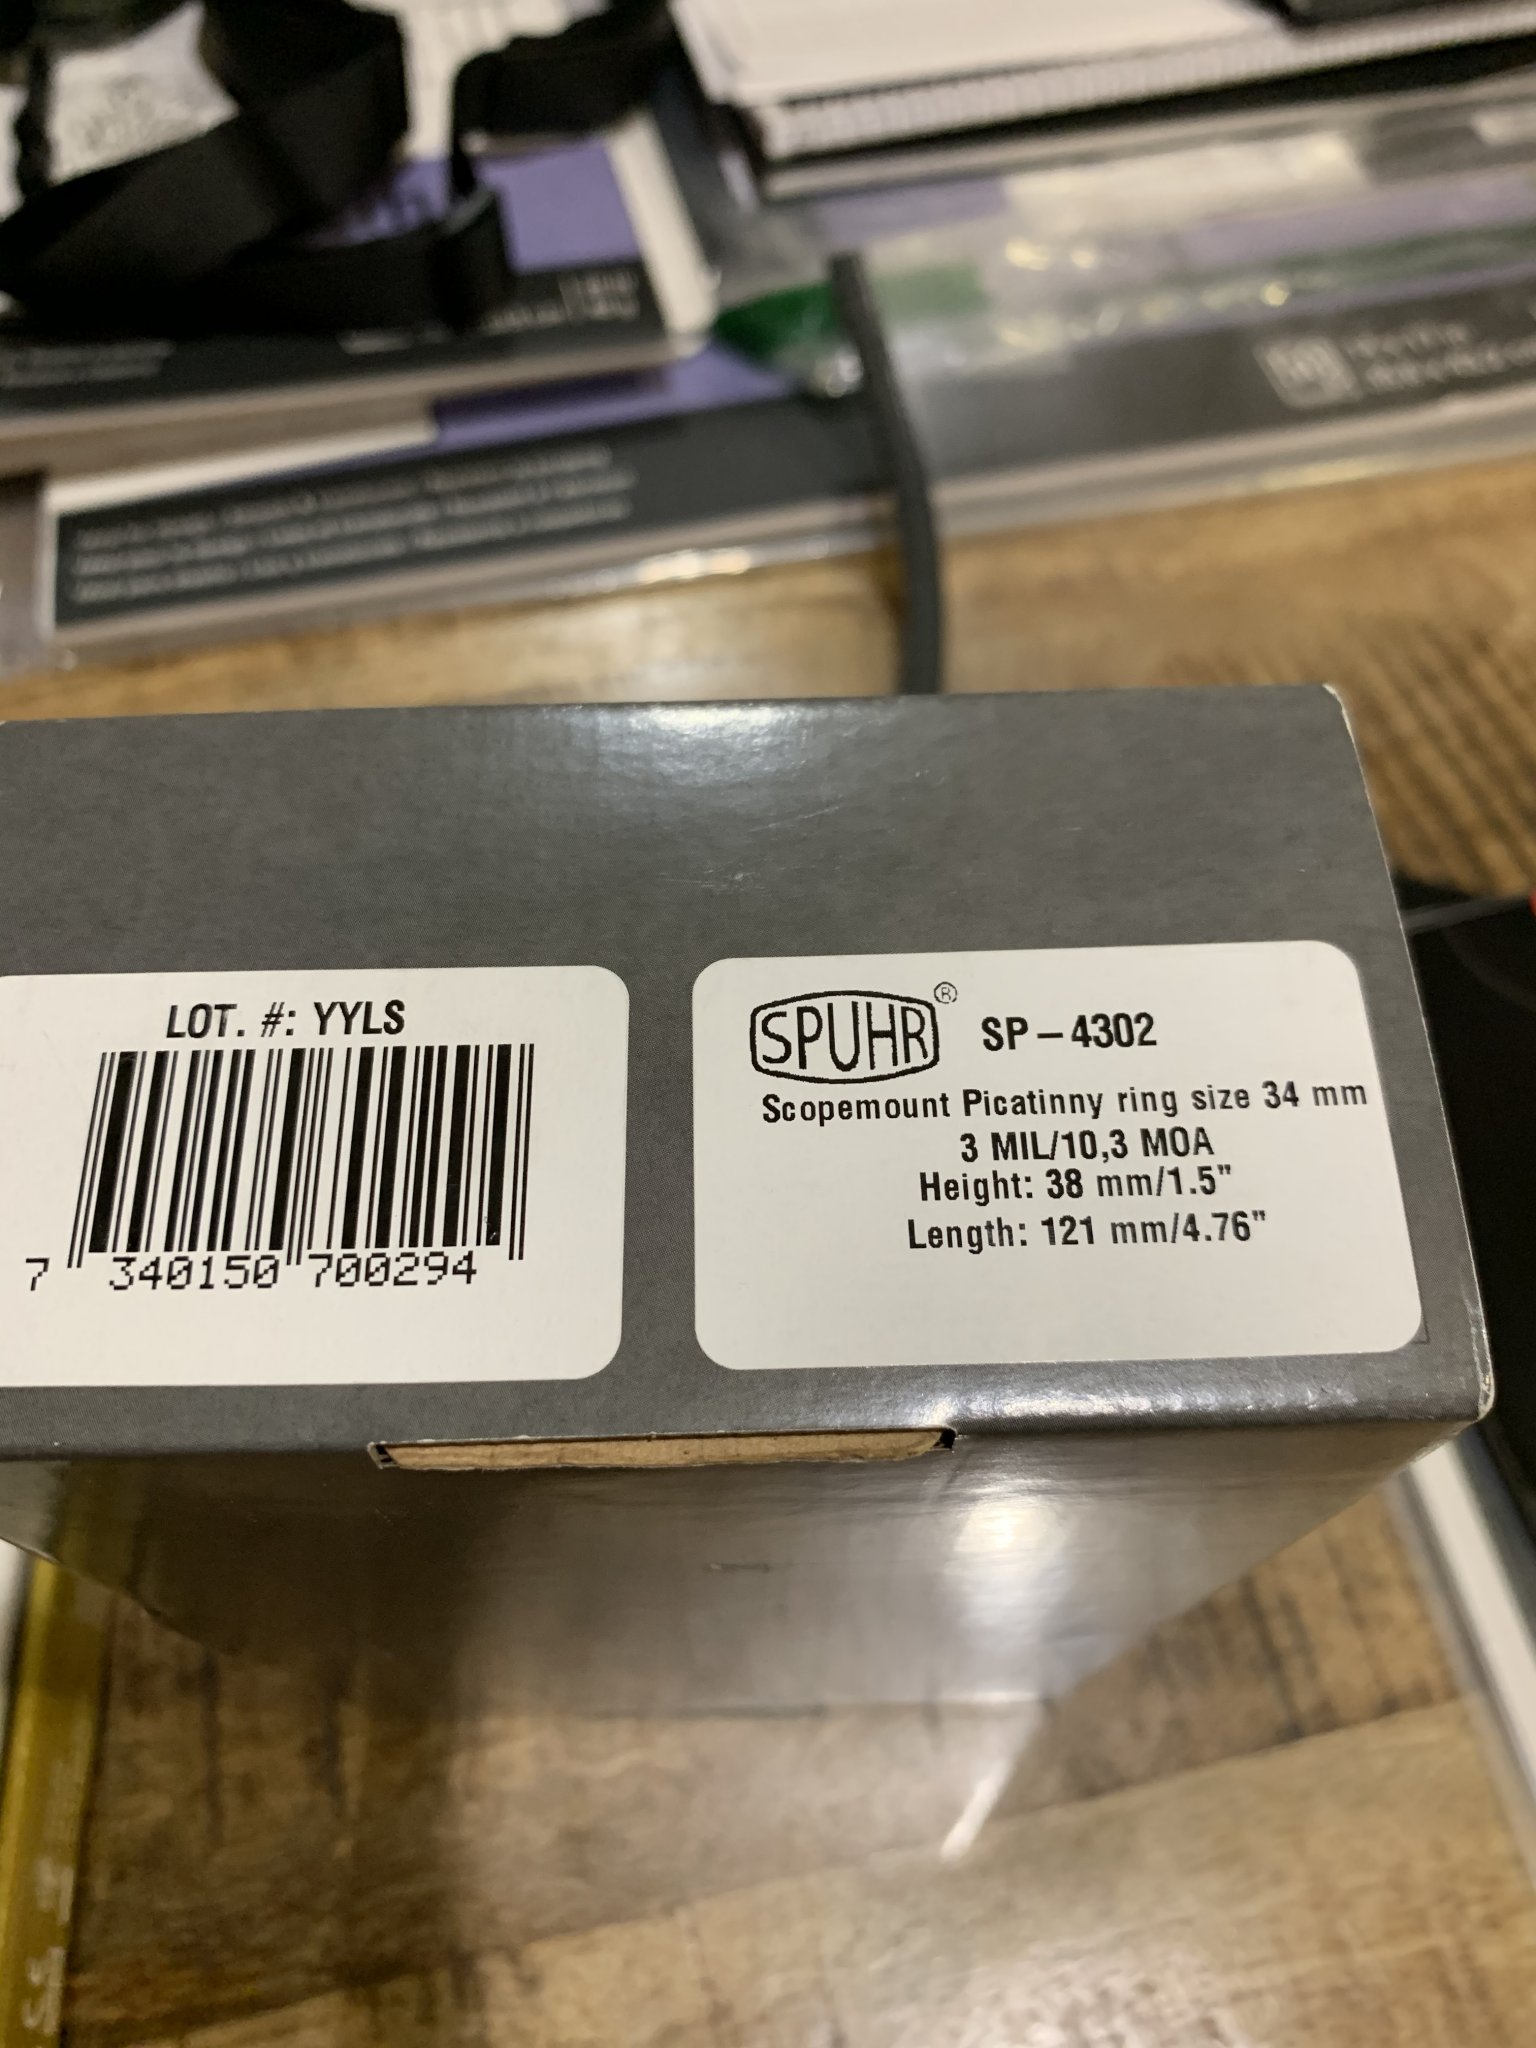 LOT. #: YYLS
7 340150 700294
SPUHR® SP-4302
Scopemount Picatinny ring size 34 mm
3 MIL/10,3 MOA
Height: 38 mm/1.5"
Length: 121 mm/4.76"